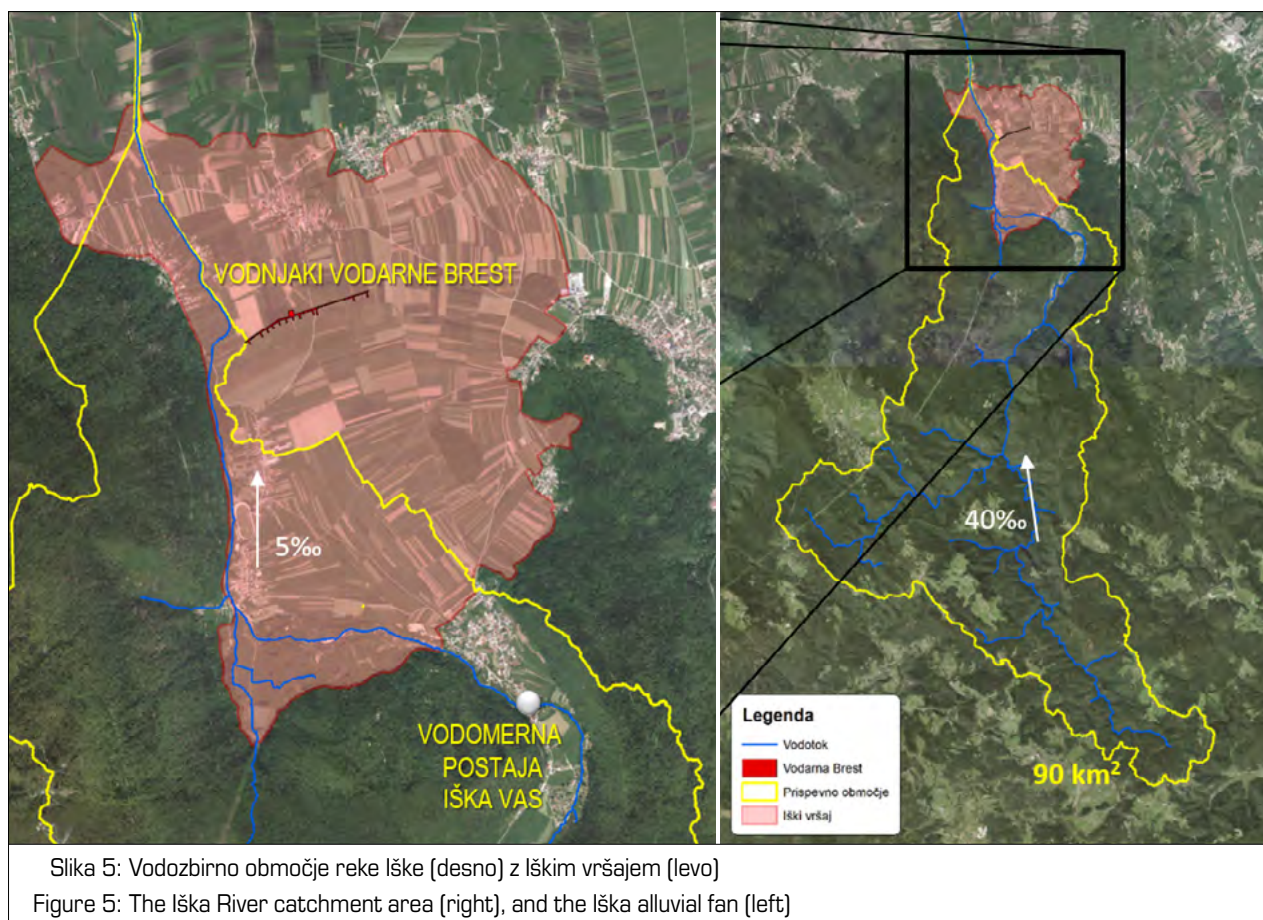 VODNJAKI VODARNE BREST
5‰
VODOMERNA
POSTAJA
IŠKA VAS
40‰
90 km²
Legenda
Vodotok
Vodarna Brest
Prispevno območje
Iški vršaj
Slika 5: Vodozbirno območje reke Iške (desno) z Iškim vršajem (levo)
Figure 5: The Iška River catchment area (right), and the Iška alluvial fan (left)